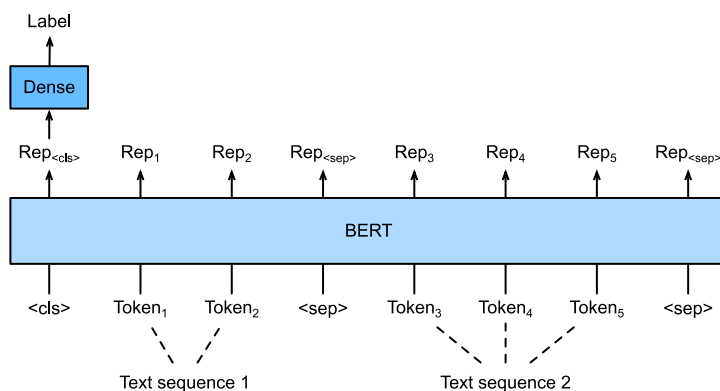 Label
Dense
Rep<cls> Rep1 Rep2 Rep<sep> Rep3 Rep4 Rep5 Rep<sep>
BERT
<cls> Token1 Token2 <sep> Token3 Token4 Token5 <sep>
Text sequence 1 Text sequence 2